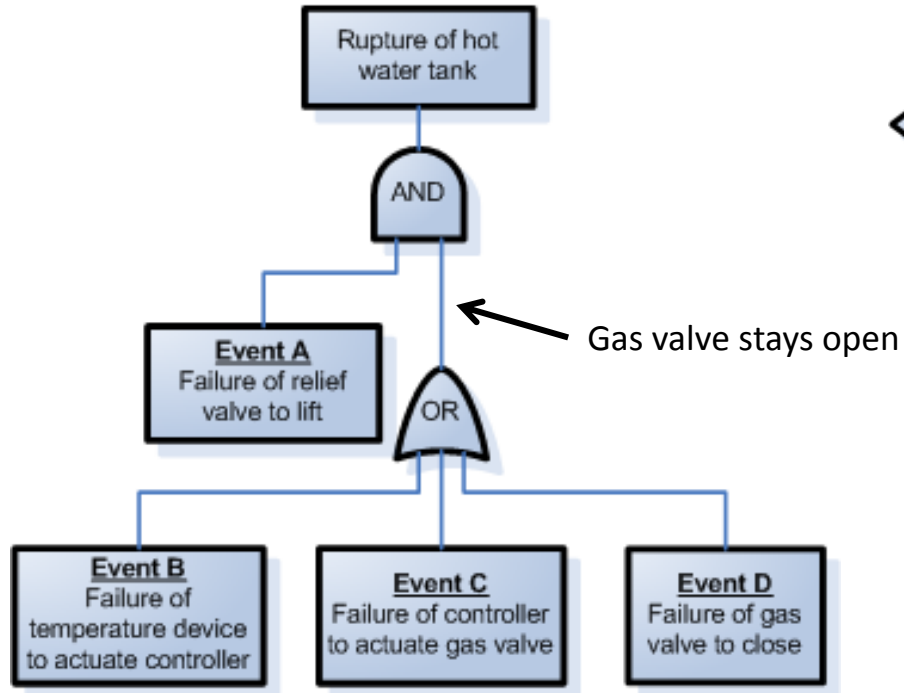 Rupture of hot
water tank
AND
Gas valve stays open
Event A
Failure of relief
valve to lift
OR
Event B
Failure of
temperature device
to actuate controller
Event C
Failure of controller
to actuate gas valve
Event D
Failure of gas
valve to close